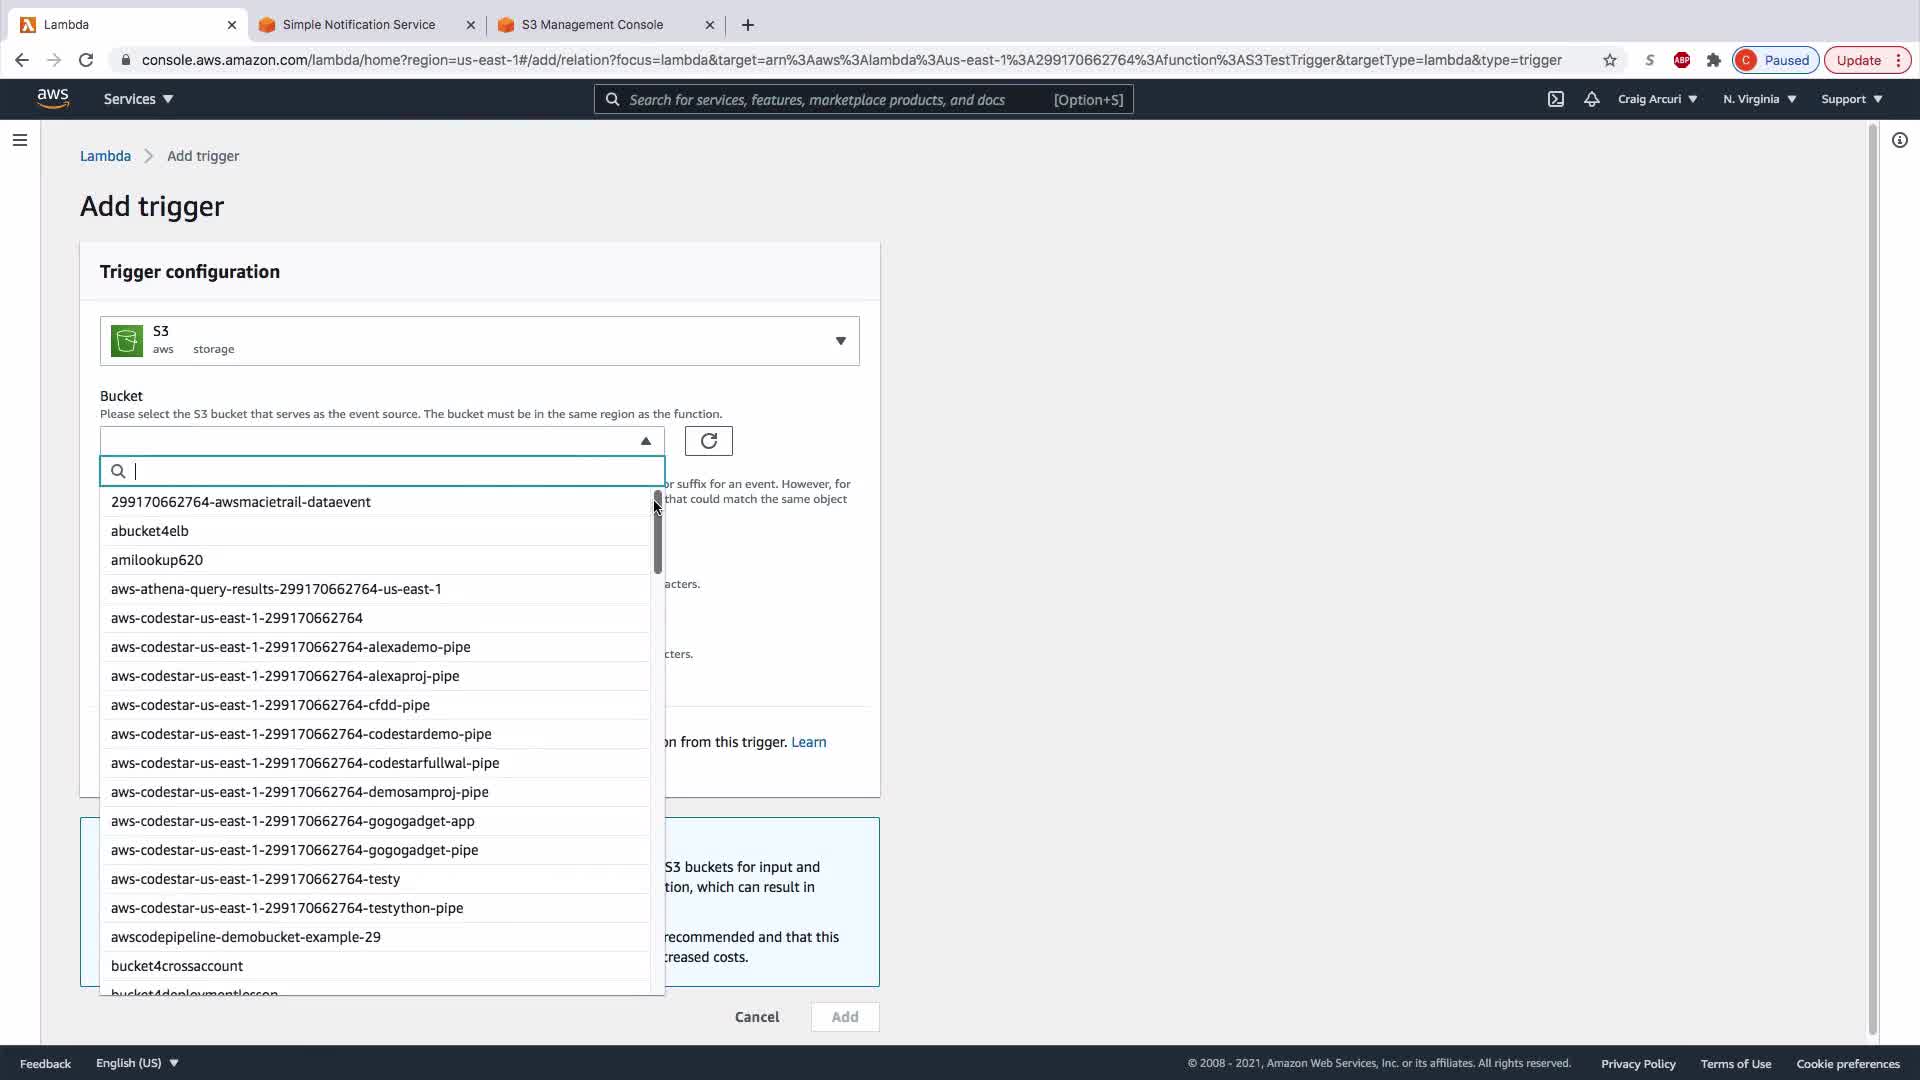 Lambda
Simple Notification Service
S3 Management Console
console.aws.amazon.com/lambda/home?region=us-east-1#/add/relation?focus=lambda&target=arn%3Aaws%3Alambda%3Aus-east-1%3A299170662764%3Afunction%3AS3TestTrigger&targetType=lambda&type=trigger
S
ABP
C Paused
Update
aws
Services
Search for services, features, marketplace products, and docs [Option+S]
Craig Arcuri
N. Virginia
Support
Lambda > Add trigger
Add trigger
Trigger configuration
S3
aws storage
Bucket
Please select the S3 bucket that serves as the event source. The bucket must be in the same region as the function.
or suffix for an event. However, for
299170662764-awsmacietrail-dataevent
that could match the same object
abucket4elb
amilookup620
acters.
aws-athena-query-results-299170662764-us-east-1
aws-codestar-us-east-1-299170662764
aws-codestar-us-east-1-299170662764-alexademo-pipe
cters.
aws-codestar-us-east-1-299170662764-alexaproj-pipe
aws-codestar-us-east-1-299170662764-cfdd-pipe
aws-codestar-us-east-1-299170662764-codestardemo-pipe
on from this trigger. Learn
aws-codestar-us-east-1-299170662764-codestarfullwal-pipe
aws-codestar-us-east-1-299170662764-demosamproj-pipe
aws-codestar-us-east-1-299170662764-gogogadget-app
aws-codestar-us-east-1-299170662764-gogogadget-pipe
S3 buckets for input and
aws-codestar-us-east-1-299170662764-testy
tion, which can result in
aws-codestar-us-east-1-299170662764-testython-pipe
awscodepipeline-demobucket-example-29
recommended and that this
creased costs.
bucket4crossaccount
bucket4deploymentlesson
Cancel
Add
Feedback
English (US)
© 2008 - 2021, Amazon Web Services, Inc. or its affiliates. All rights reserved.
Privacy Policy
Terms of Use
Cookie preferences